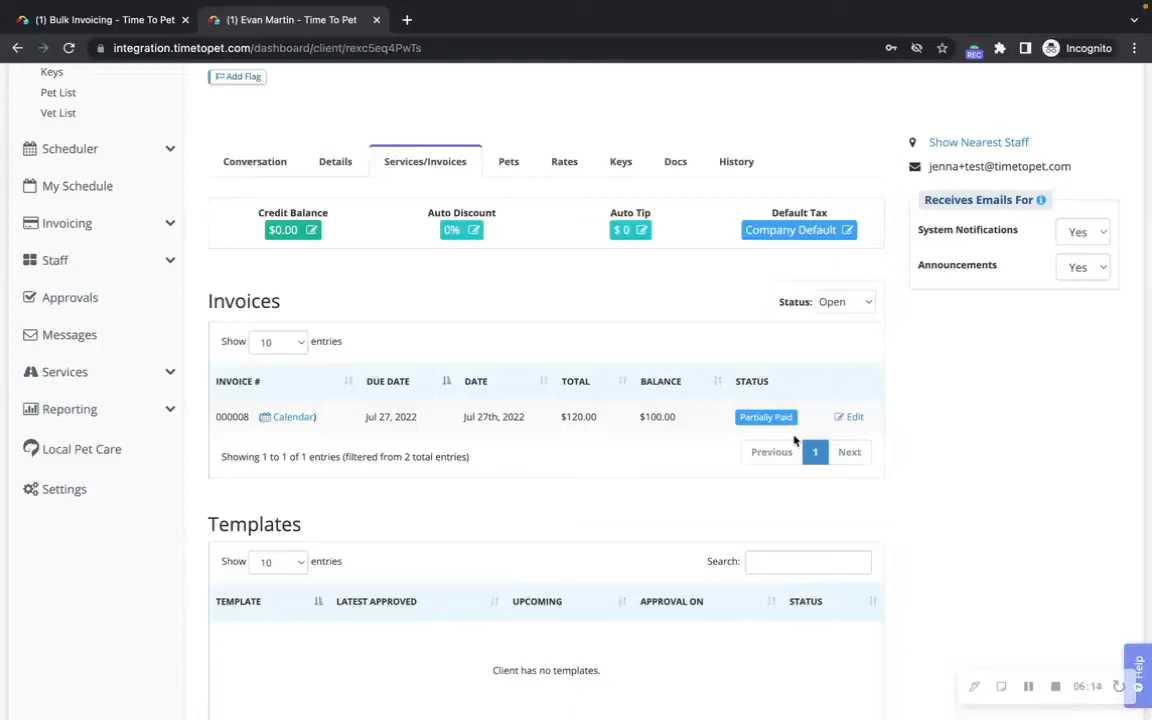 (1) Bulk Invoicing - Time To Pet
(1) Evan Martin - Time To Pet
integration.timetopet.com/dashboard/client/rexc5eq4PwTs
REC
Incognito
Keys
Pet List
Vet List
Scheduler
My Schedule
Invoicing
Staff
Approvals
Messages
Services
Reporting
Local Pet Care
Settings
Add Flag
Conversation Details Services/Invoices Pets Rates Keys Docs History
Credit Balance Auto Discount Auto Tip Default Tax
$0.00 0% $ 0 Company Default
Invoices
Status: Open
Show 10 entries
INVOICE # DUE DATE DATE TOTAL BALANCE STATUS
000008 (Calendar) Jul 27, 2022 Jul 27th, 2022 $120.00 $100.00 Partially Paid Edit
Showing 1 to 1 of 1 entries (filtered from 2 total entries)
Previous 1 Next
Templates
Show 10 entries
Search:
TEMPLATE LATEST APPROVED UPCOMING APPROVAL ON STATUS
Client has no templates.
Show Nearest Staff
jenna+test@timetopet.com
Receives Emails For
System Notifications Yes
Announcements Yes
Help
06:14